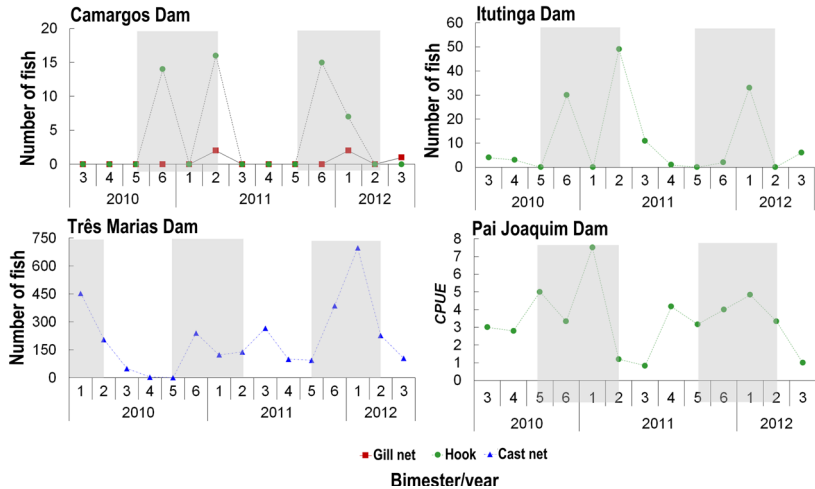 Camargos Dam
Number of fish
20
15
10
5
0
3 4 5 6 1 2 3 4 5 6 1 2 3
2010 2011 2012
Itutinga Dam
Number of fish
60
50
40
30
20
10
0
3 4 5 6 1 2 3 4 5 6 1 2 3
2010 2011 2012
Três Marias Dam
Number of fish
750
600
450
300
150
0
1 2 3 4 5 6 1 2 3 4 5 6 1 2 3
2010 2011 2012
Pai Joaquim Dam
CPUE
8
7
6
5
4
3
2
1
0
3 4 5 6 1 2 3 4 5 6 1 2 3
2010 2011 2012
Gill net Hook Cast net
Bimester/year